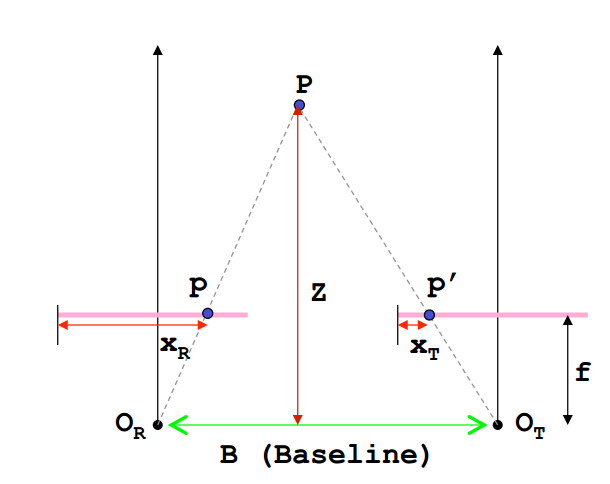 P
p
Z
p′
x_R
x_T
f
O_R
O_T
B (Baseline)